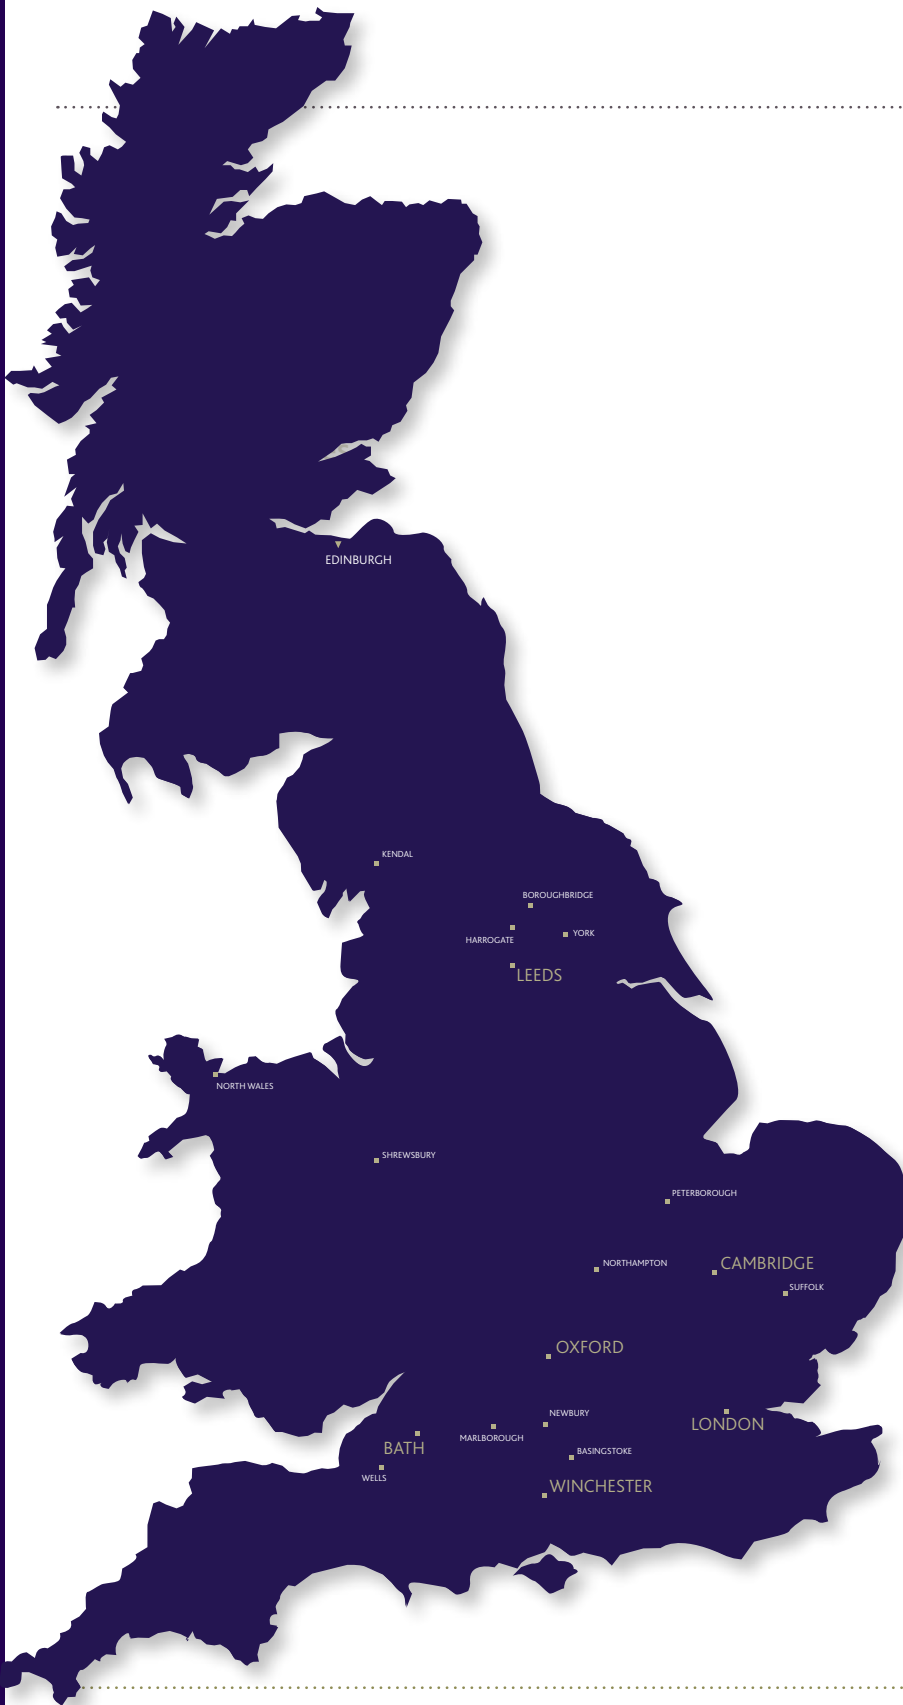 EDINBURGH
KENDAL
BOROUGHBRIDGE
YORK
HARROGATE
LEEDS
NORTH WALES
SHREWSBURY
PETERBOROUGH
NORTHAMPTON
CAMBRIDGE
SUFFOLK
OXFORD
NEWBURY
LONDON
MARLBOROUGH
BATH
BASINGSTOKE
WELLS
WINCHESTER